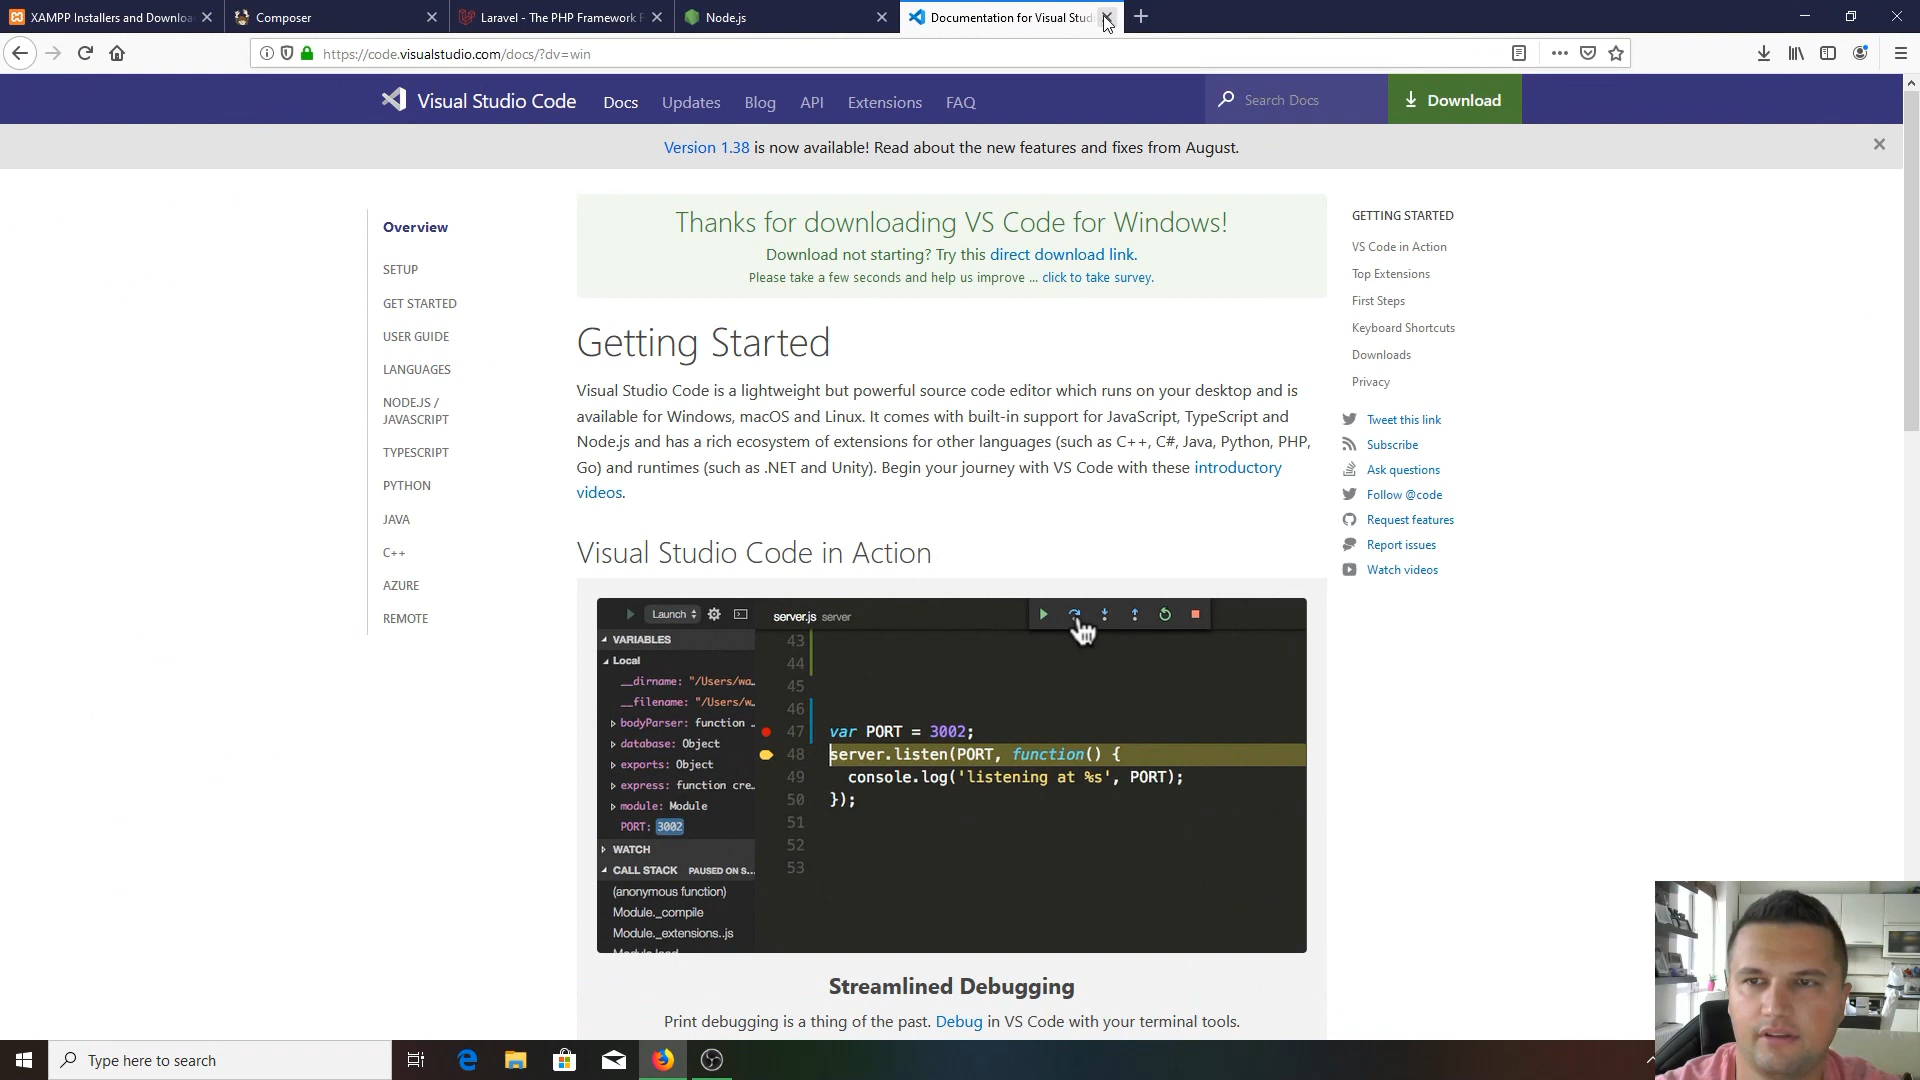 XAMPP Installers and Downloa
Composer
Laravel - The PHP Framework F
Node.js
Documentation for Visual Studi
https://code.visualstudio.com/docs/?dv=win
Visual Studio Code
Docs
Updates
Blog
API
Extensions
FAQ
Search Docs
Download
Version 1.38 is now available! Read about the new features and fixes from August.
Overview
SETUP
GET STARTED
USER GUIDE
LANGUAGES
NODE.JS /
JAVASCRIPT
TYPESCRIPT
PYTHON
JAVA
C++
AZURE
REMOTE
Thanks for downloading VS Code for Windows!
Download not starting? Try this direct download link.
Please take a few seconds and help us improve ... click to take survey.
Getting Started
Visual Studio Code is a lightweight but powerful source code editor which runs on your desktop and is
available for Windows, macOS and Linux. It comes with built-in support for JavaScript, TypeScript and
Node.js and has a rich ecosystem of extensions for other languages (such as C++, C#, Java, Python, PHP,
Go) and runtimes (such as .NET and Unity). Begin your journey with VS Code with these introductory
videos.
Visual Studio Code in Action
Launch
server.js server
VARIABLES
Local
__dirname: "/Users/wa…
__filename: "/Users/w…
bodyParser: function …
database: Object
exports: Object
express: function cre…
module: Module
PORT: 3002
WATCH
CALL STACK PAUSED ON S…
(anonymous function)
Module._compile
Module._extensions..js
Module.load
43
44
45
46
47 var PORT = 3002;
48 server.listen(PORT, function() {
49 console.log('listening at %s', PORT);
50 });
51
52
53
Streamlined Debugging
Print debugging is a thing of the past. Debug in VS Code with your terminal tools.
GETTING STARTED
VS Code in Action
Top Extensions
First Steps
Keyboard Shortcuts
Downloads
Privacy
Tweet this link
Subscribe
Ask questions
Follow @code
Request features
Report issues
Watch videos
Type here to search